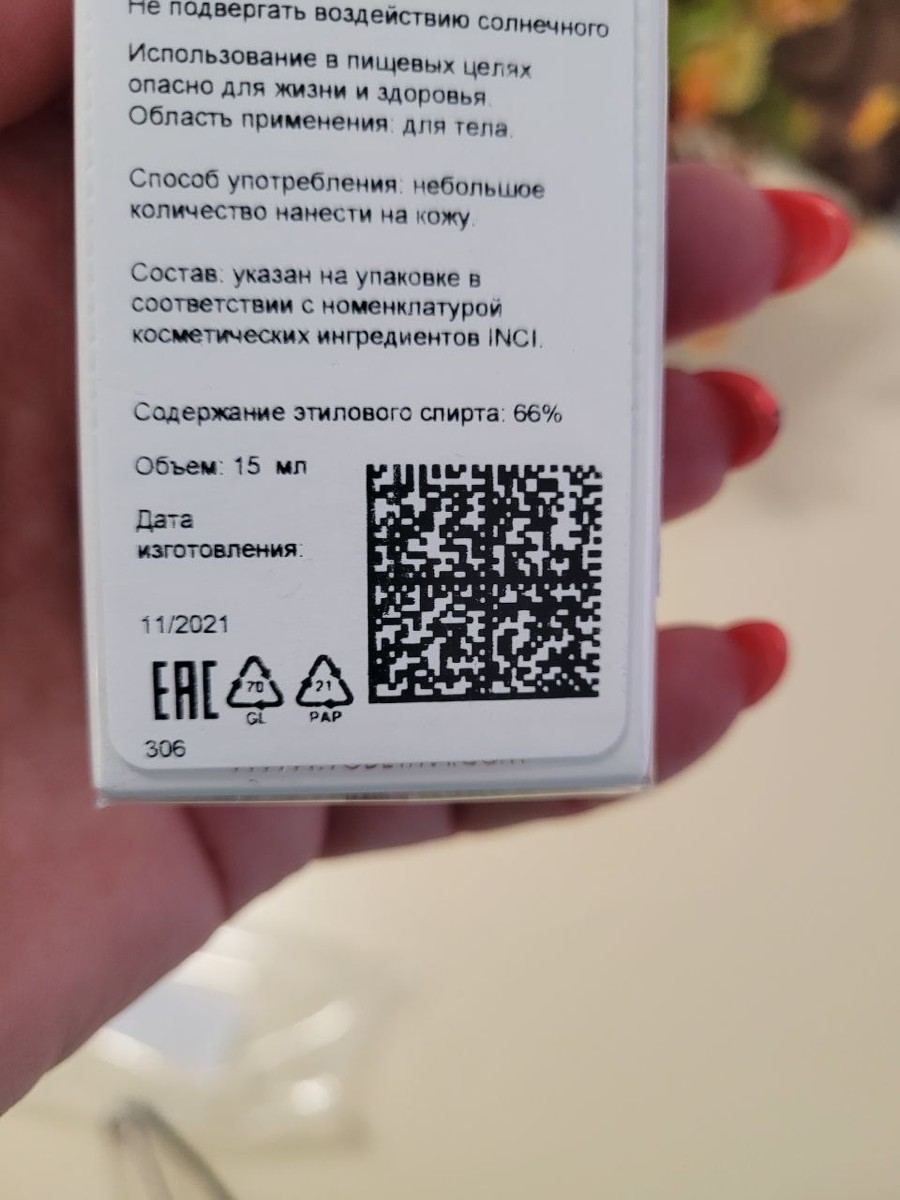 Не подвергать воздействию солнечного
Использование в пищевых целях
опасно для жизни и здоровья.
Область применения: для тела.
Способ употребления: небольшое
количество нанести на кожу.
Состав: указан на упаковке в
соответствии с номенклатурой
косметических ингредиентов INCI.
Содержание этилового спирта: 66%
Объем: 15 мл
Дата
изготовления:
11/2021
EAC
70
21
GL
PAP
306